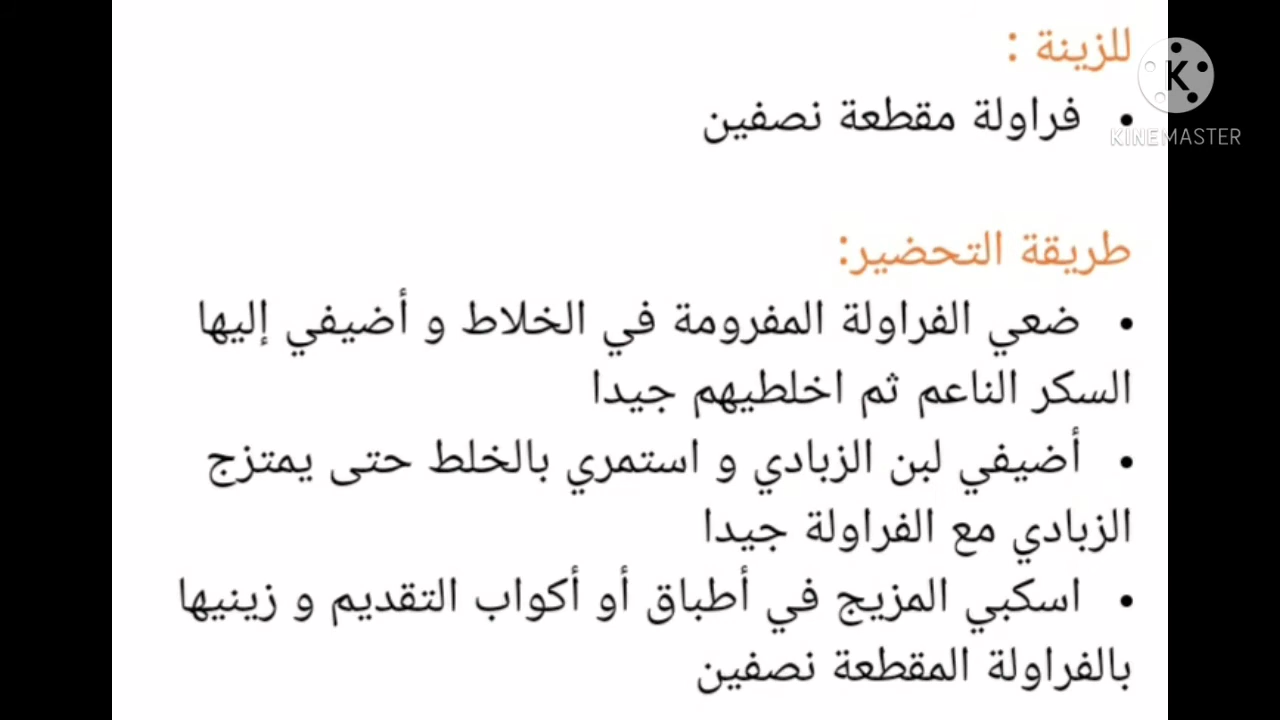 للزينة :
• فراولة مقطعة نصفين
KINEMASTER
طريقة التحضير:
• ضعي الفراولة المفرومة في الخلاط و أضيفي إليها
السكر الناعم ثم اخلطيهم جيدا
• أضيفي لبن الزبادي و استمري بالخلط حتى يمتزج
الزبادي مع الفراولة جيدا
• اسكبي المزيج في أطباق أو أكواب التقديم و زينيها
بالفراولة المقطعة نصفين